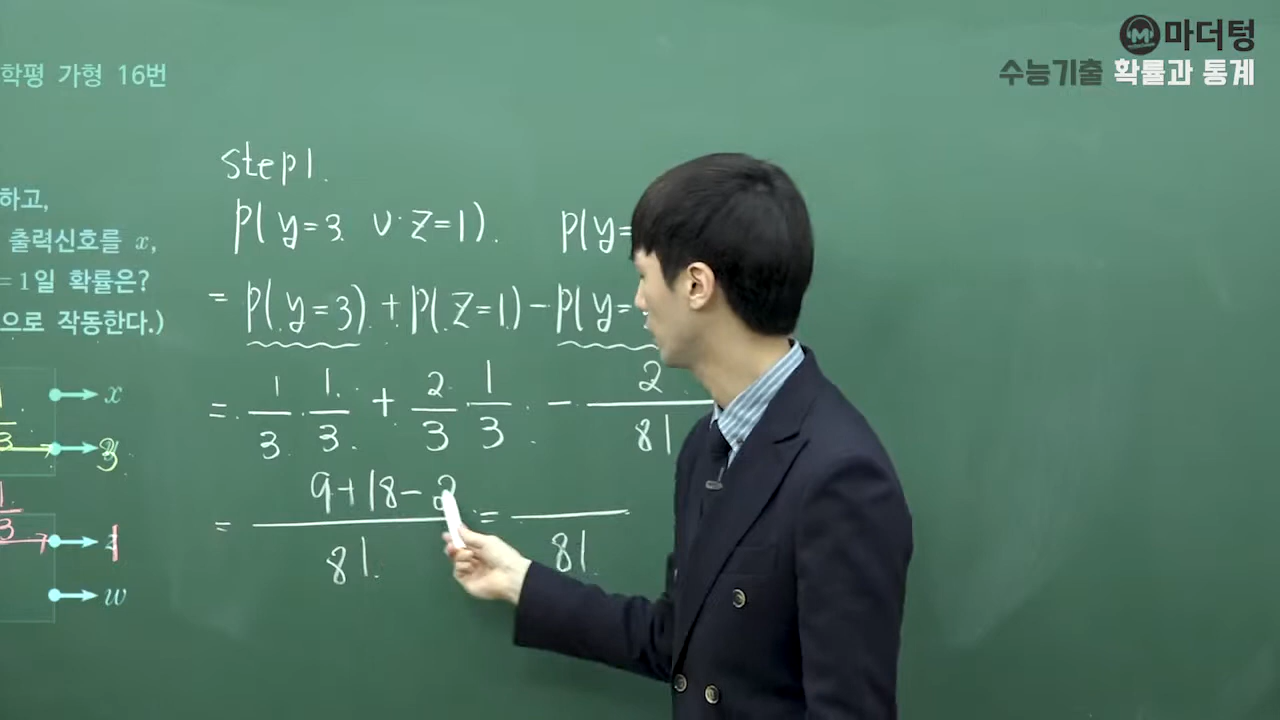 마더텅
수능기출 확률과 통계
학평 가형 16번
하고,
출력신호를 x,
= 1일 확률은?
으로 작동한다.)
x
3
1
w
step1.
P(y=3 ∪ z=1). P(y=
= P(y=3) + P(z=1) - P(y=
= 1/3 · 1/3 + 2/3 · 1/3 - 2/81
= 9+18-2/81 = /81